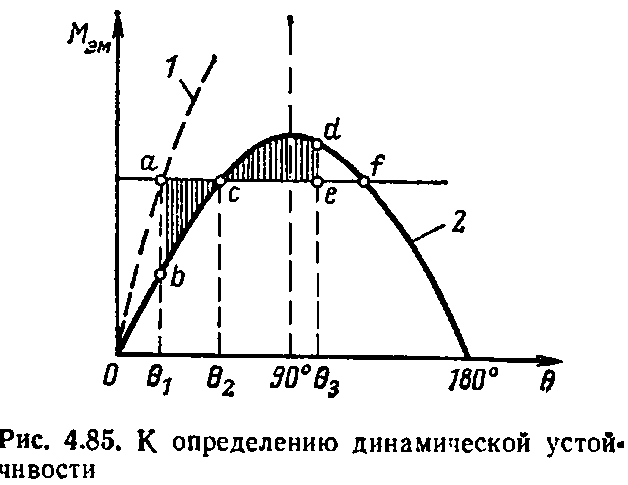 Mэм
1
a
d
f
c
e
2
b
0 θ₁ θ₂ 90° θ₃ 180° θ
Рис. 4.85. К определению динамической устой-
чивости